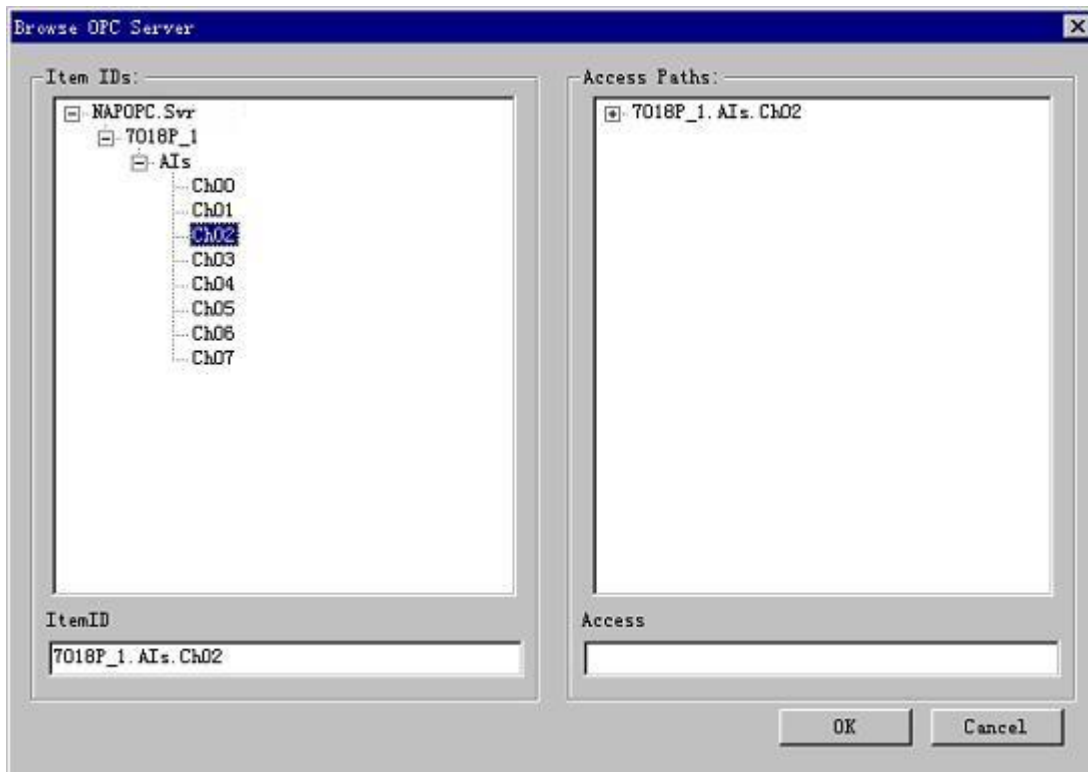 Browse OPC Server
Item IDs:
NAPOPC.Svr
7018P_1
AIs
Ch00
Ch01
Ch02
Ch03
Ch04
Ch05
Ch06
Ch07
ItemID
7018P_1.AIs.Ch02
Access Paths:
7018P_1.AIs.Ch02
Access
OK
Cancel